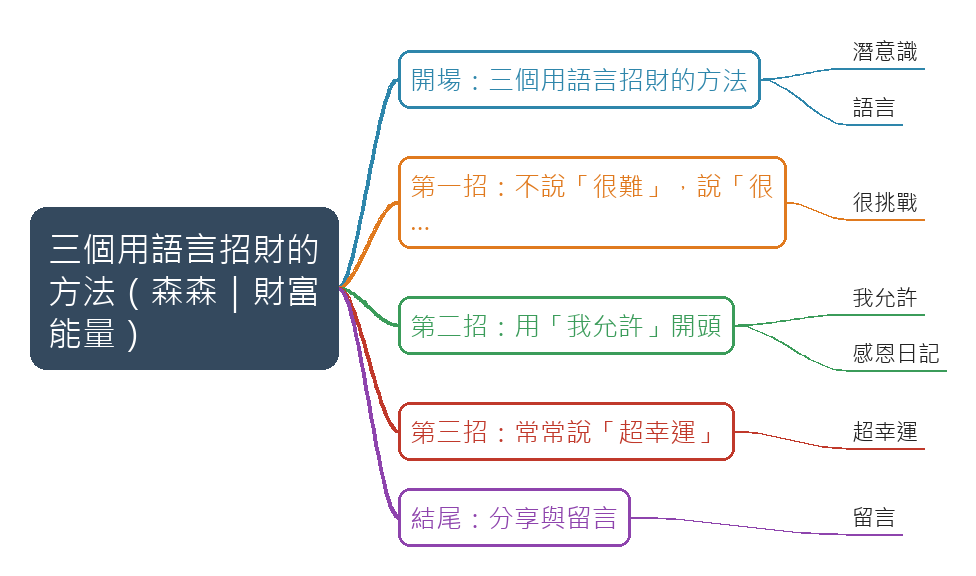 三個用語言招財的
方法（森森｜財富
能量）
開場：三個用語言招財的方法
潛意識
語言
第一招：不說「很難」，說「很
...
很挑戰
第二招：用「我允許」開頭
我允許
感恩日記
第三招：常常說「超幸運」
超幸運
結尾：分享與留言
留言